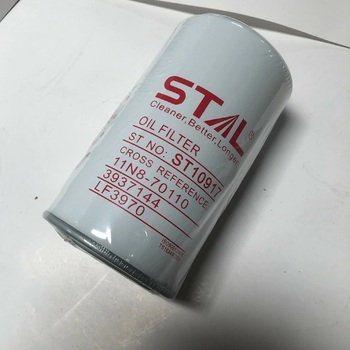 STAL®
Cleaner,Better,Longer
OIL FILTER
ST NO: ST10917
CROSS REFERENCE
11N8-70110
3937144
LF3970